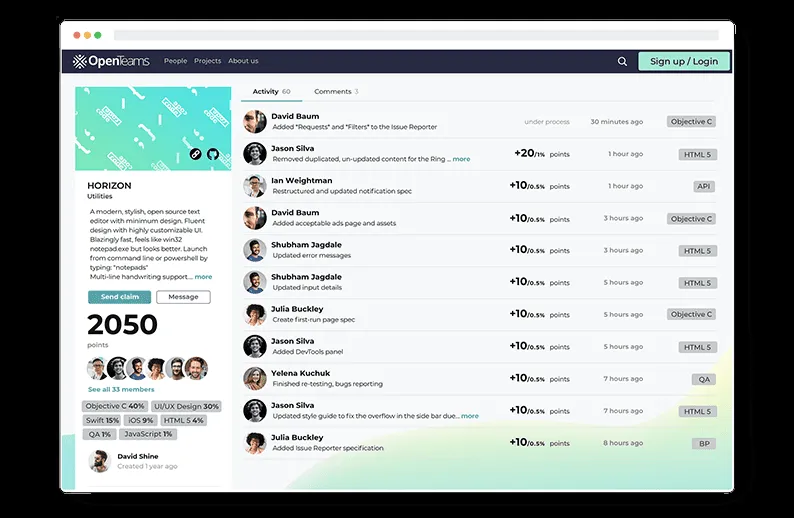 OpenTeams People Projects About us Sign up / Login
HORIZON
Utilities
A modern, stylish, open source text
editor with minimum design. Fluent
design with highly customizable UI.
Blazingly fast, feels like win32
notepad.exe but looks better. Launch
from command line or powershell by
typing: "notepads"
Multi-line handwriting support... more
Send claim Message
2050
points
See all 33 members
Objective C 40% UI/UX Design 30%
Swift 15% iOS 9% HTML 5 4%
QA 1% JavaScript 1%
David Shine
Created 1 year ago
Activity 60 Comments 3
David Baum
Added "Requests" and "Filters" to the Issue Reporter under process 30 minutes ago Objective C
Jason Silva
Removed duplicated, un-updated content for the Ring ... more +20/1% points 1 hour ago HTML 5
Ian Weightman
Restructured and updated notification spec +10/0.5% points 1 hour ago API
David Baum
Added acceptable ads page and assets +10/0.5% points 3 hours ago Objective C
Shubham Jagdale
Updated error messages +10/0.5% points 3 hours ago HTML 5
Shubham Jagdale
Updated input details +10/0.5% points 5 hours ago HTML 5
Julia Buckley
Create first-run page spec +10/0.5% points 5 hours ago Objective C
Jason Silva
Added DevTools panel +10/0.5% points 5 hours ago HTML 5
Yelena Kuchuk
Finished re-testing, bugs reporting +10/0.5% points 7 hours ago QA
Jason Silva
Updated style guide to fix the overflow in the side bar due... more +10/0.5% points 7 hours ago HTML 5
Julia Buckley
Added Issue Reporter specification +10/0.5% points 8 hours ago BP